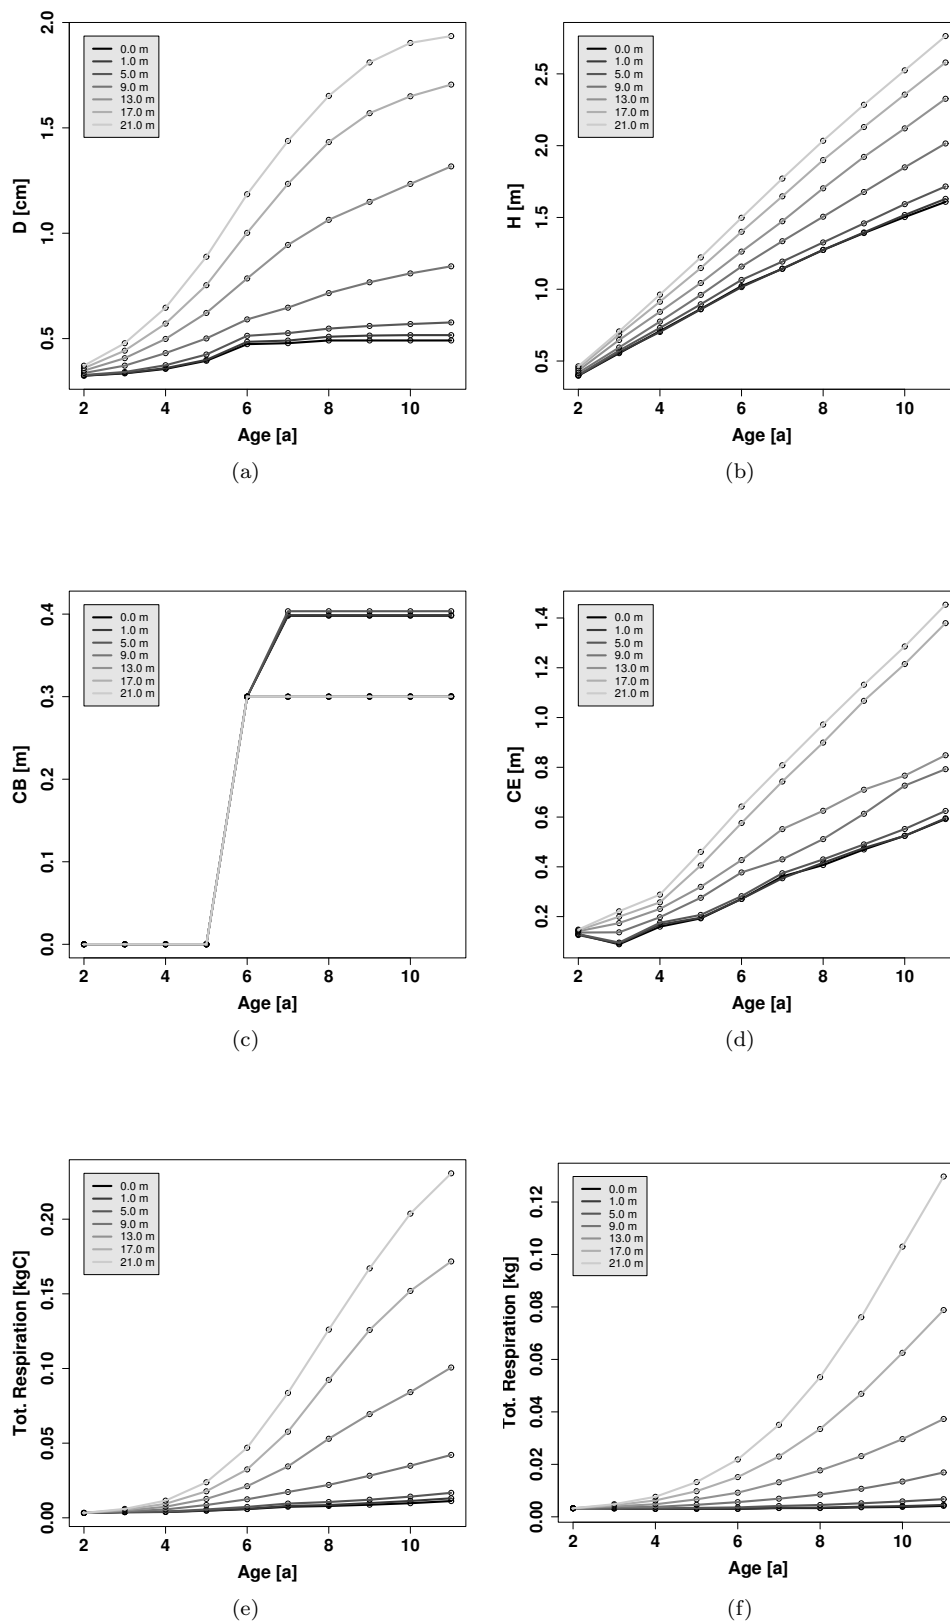 2.0
1.5
1.0
0.5
D [cm]
0.0 m
1.0 m
5.0 m
9.0 m
13.0 m
17.0 m
21.0 m
2 4 6 8 10
Age [a]
(a)
2.5
2.0
1.5
1.0
0.5
H [m]
0.0 m
1.0 m
5.0 m
9.0 m
13.0 m
17.0 m
21.0 m
2 4 6 8 10
Age [a]
(b)
0.4
0.3
0.2
0.1
0.0
CB [m]
0.0 m
1.0 m
5.0 m
9.0 m
13.0 m
17.0 m
21.0 m
2 4 6 8 10
Age [a]
(c)
1.4
1.2
1.0
0.8
0.6
0.4
0.2
CE [m]
0.0 m
1.0 m
5.0 m
9.0 m
13.0 m
17.0 m
21.0 m
2 4 6 8 10
Age [a]
(d)
0.20
0.15
0.10
0.05
0.00
Tot. Respiration [kgC]
0.0 m
1.0 m
5.0 m
9.0 m
13.0 m
17.0 m
21.0 m
2 4 6 8 10
Age [a]
(e)
0.12
0.10
0.08
0.06
0.04
0.02
0.00
Tot. Respiration [kg]
0.0 m
1.0 m
5.0 m
9.0 m
13.0 m
17.0 m
21.0 m
2 4 6 8 10
Age [a]
(f)